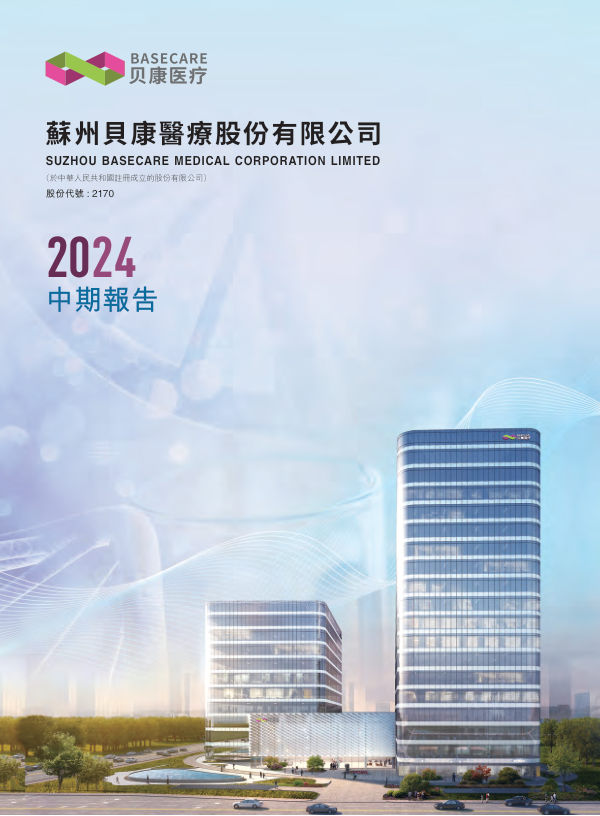 BASECARE
贝康医疗
蘇州貝康醫療股份有限公司
SUZHOU BASECARE MEDICAL CORPORATION LIMITED
（於中華人民共和國註冊成立的股份有限公司）
股份代號 : 2170
2024
中期報告